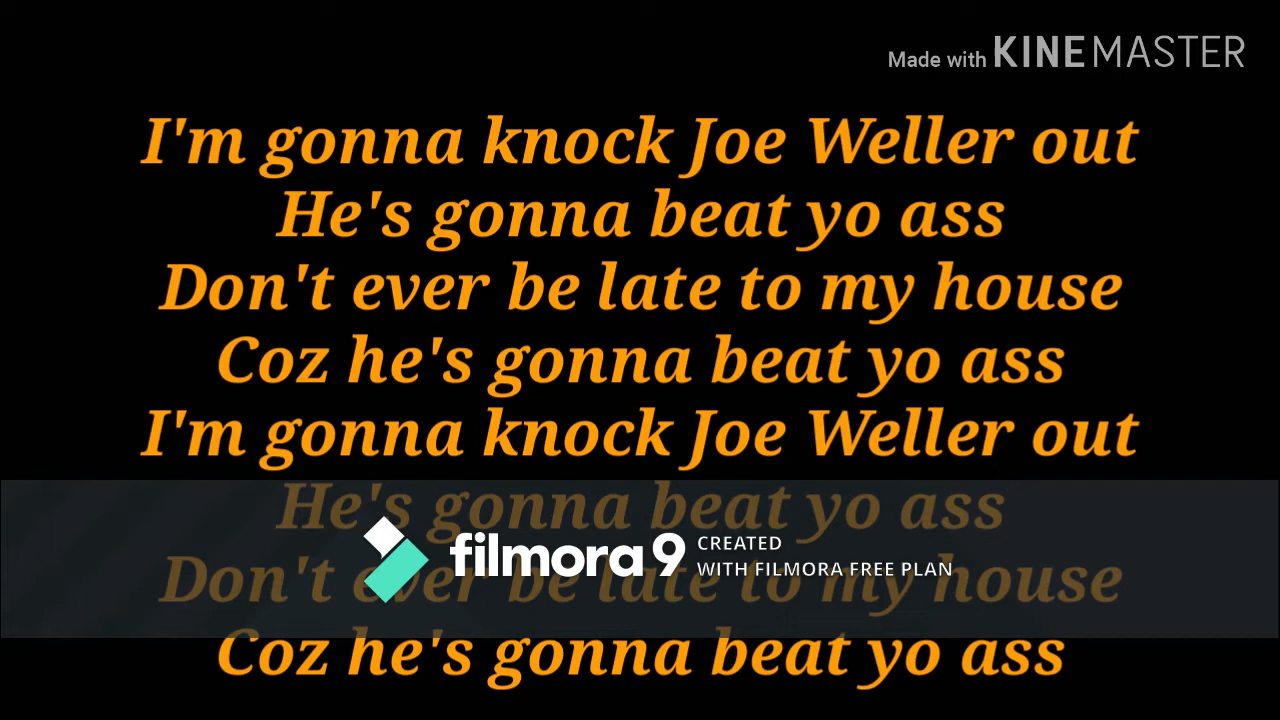 Made with KINEMASTER
I'm gonna knock Joe Weller out
He's gonna beat yo ass
Don't ever be late to my house
Coz he's gonna beat yo ass
I'm gonna knock Joe Weller out
He's gonna beat yo ass
filmora9 CREATED
WITH FILMORA FREE PLAN
Don't ever be late to my house
Coz he's gonna beat yo ass